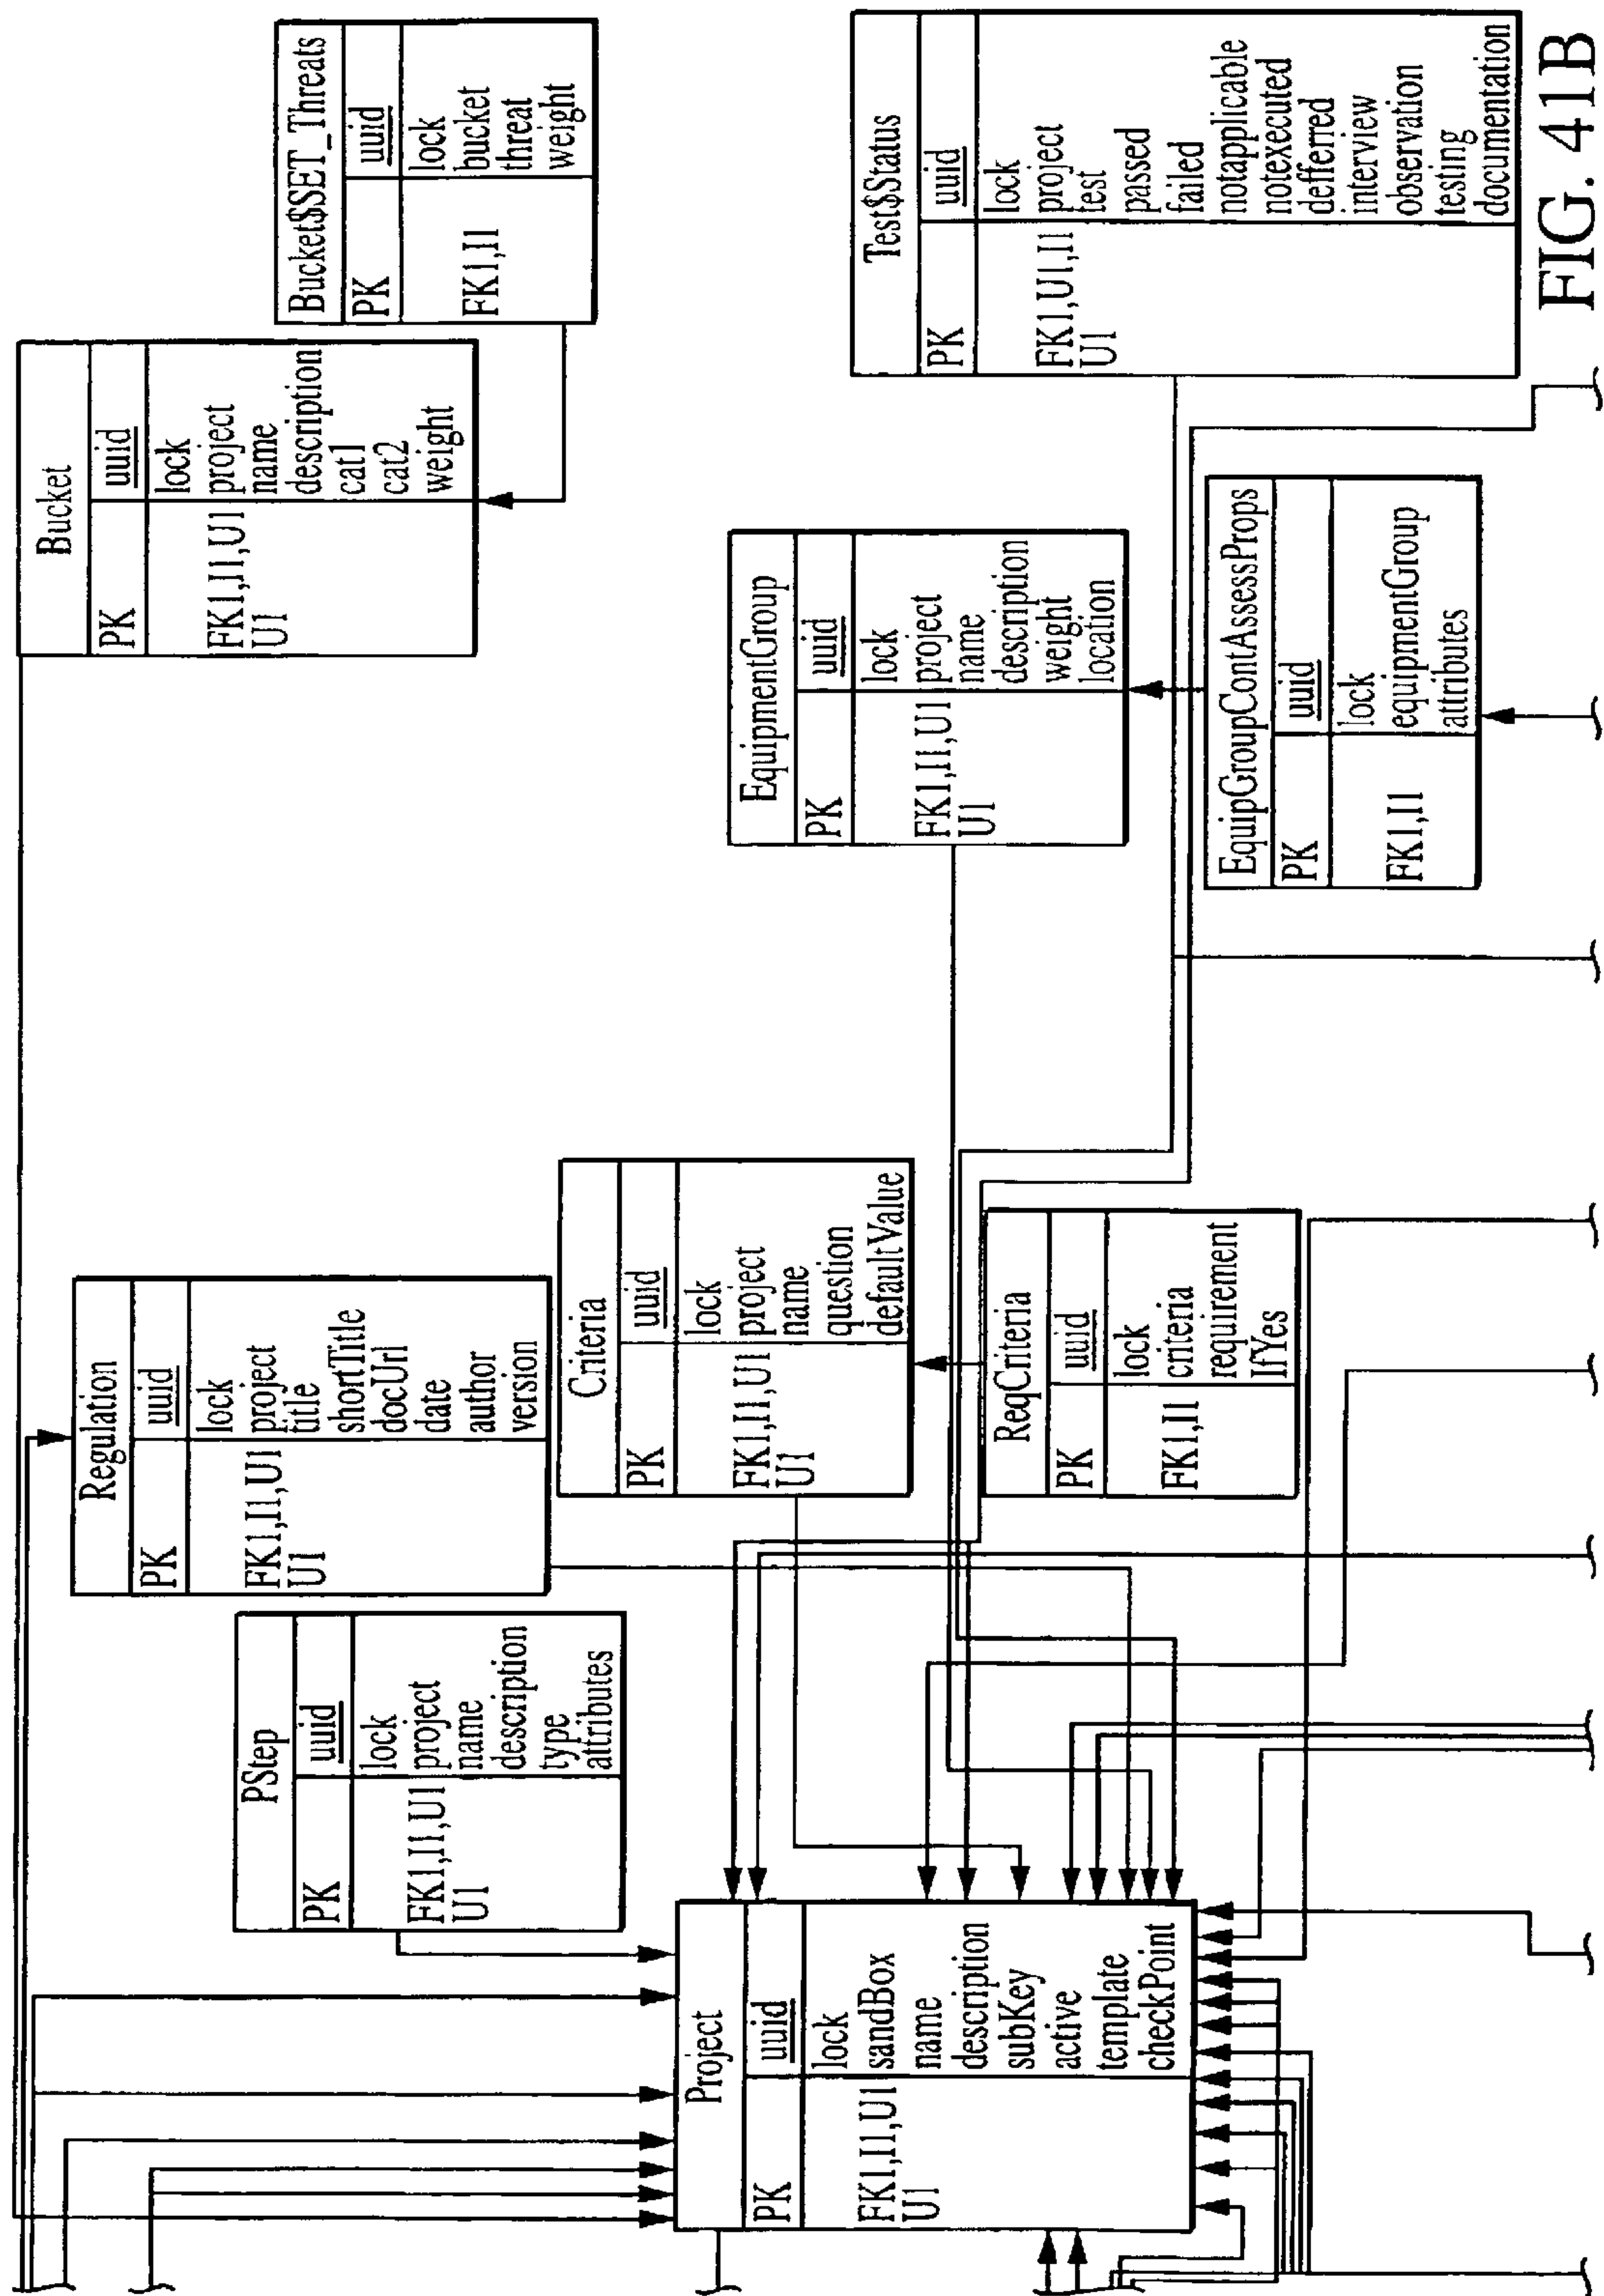 Bucket
PK uuid
lock
FK1,I1,U1 project
U1 name
description
cat1
cat2
weight
Bucket$SET_Threats
PK uuid
lock
FK1,I1 bucket
threat
weight
Regulation
PK uuid
lock
FK1,I1,U1 project
U1 title
shortTitle
docUrl
date
author
version
PStep
PK uuid
lock
FK1,I1,U1 project
U1 name
description
type
attributes
Criteria
PK uuid
lock
FK1,I1,U1 project
U1 name
question
defaultValue
EquipmentGroup
PK uuid
lock
FK1,I1,U1 project
U1 name
description
weight
location
Project
PK uuid
lock
FK1,I1,U1 sandBox
U1 name
description
subKey
active
template
checkPoint
ReqCriteria
PK uuid
lock
FK1,I1 criteria
requirement
IfYes
EquipGroupContAssessProps
PK uuid
lock
FK1,I1 equipmentGroup
attributes
Test$Status
PK uuid
lock
FK1,U1,I1 project
U1 test
passed
failed
notapplicable
notexecuted
defferred
interview
observation
testing
documentation
FIG. 41B